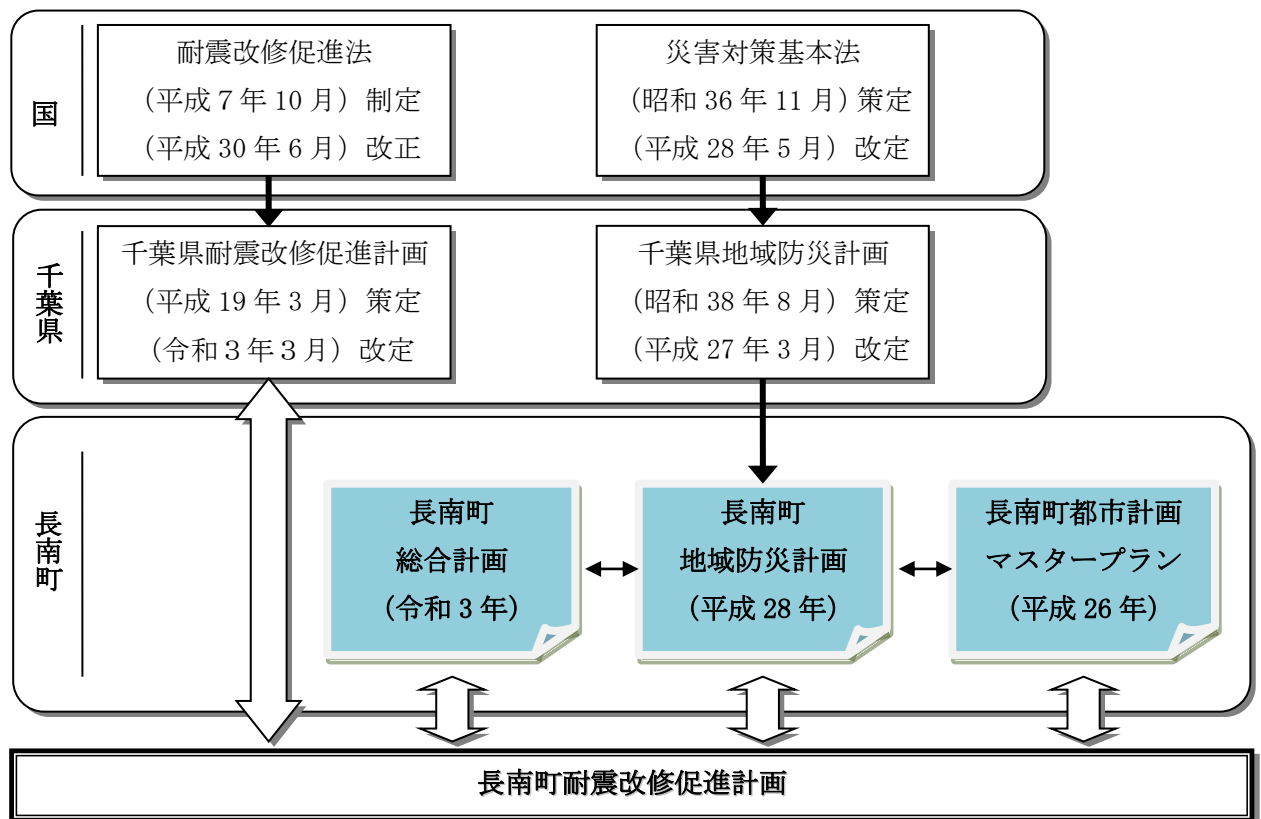 国
耐震改修促進法
（平成 7 年 10 月）制定
（平成 30 年 6 月）改正
災害対策基本法
（昭和 36 年 11 月）策定
（平成 28 年 5 月）改定
千葉県
千葉県耐震改修促進計画
（平成 19 年 3 月）策定
（令和３年３月）改定
千葉県地域防災計画
（昭和 38 年 8 月）策定
（平成 27 年 3 月）改定
長南町
長南町
総合計画
（令和 3 年）
長南町
地域防災計画
（平成 28 年）
長南町都市計画
マスタープラン
（平成 26 年）
長南町耐震改修促進計画